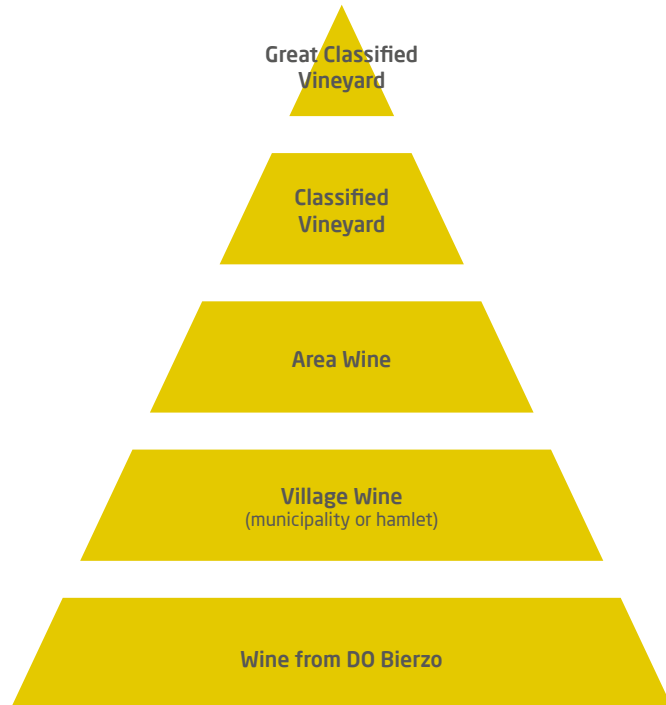 Great Classified
Vineyard
Classified
Vineyard
Area Wine
Village Wine
(municipality or hamlet)
Wine from DO Bierzo